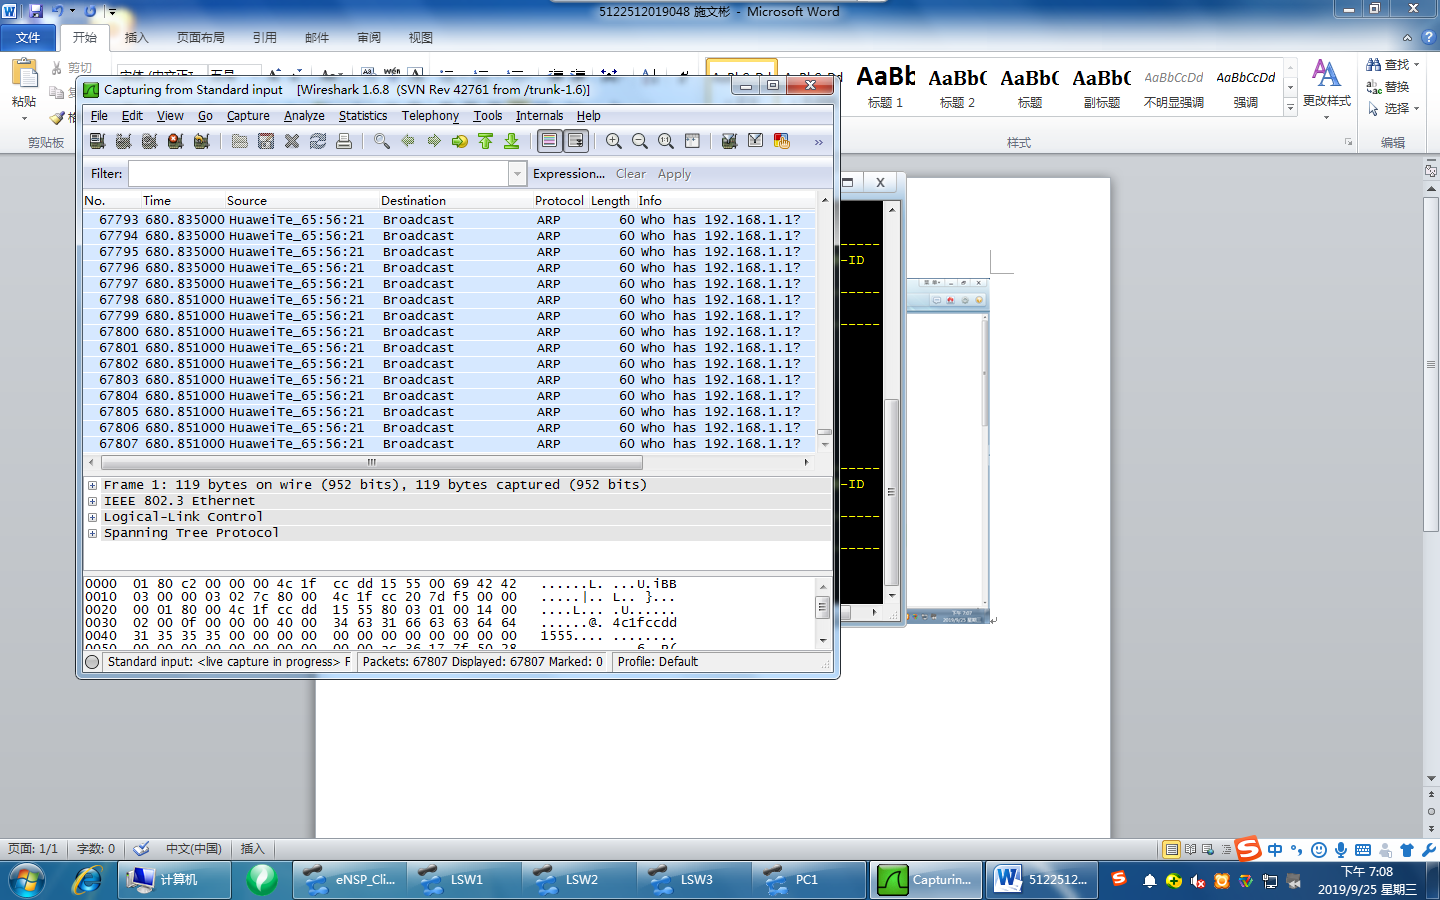 5122512019048 施文彬 - Microsoft Word
文件 开始 插入 页面布局 引用 邮件 审阅 视图
粘贴 剪切
剪贴板
AaBb 标题 1
AaBb( 标题 2
AaBb( 标题
AaBb( 副标题
AaBbCcDd 不明显强调
AaBbCcDd 强调
更改样式
样式
查找
替换
选择
编辑
Capturing from Standard input [Wireshark 1.6.8 (SVN Rev 42761 from /trunk-1.6)]
File Edit View Go Capture Analyze Statistics Telephony Tools Internals Help
Filter: Expression... Clear Apply
No. Time Source Destination Protocol Length Info
67793 680.835000 HuaweiTe_65:56:21 Broadcast ARP 60 Who has 192.168.1.1?
67794 680.835000 HuaweiTe_65:56:21 Broadcast ARP 60 Who has 192.168.1.1?
67795 680.835000 HuaweiTe_65:56:21 Broadcast ARP 60 Who has 192.168.1.1?
67796 680.835000 HuaweiTe_65:56:21 Broadcast ARP 60 Who has 192.168.1.1?
67797 680.835000 HuaweiTe_65:56:21 Broadcast ARP 60 Who has 192.168.1.1?
67798 680.851000 HuaweiTe_65:56:21 Broadcast ARP 60 Who has 192.168.1.1?
67799 680.851000 HuaweiTe_65:56:21 Broadcast ARP 60 Who has 192.168.1.1?
67800 680.851000 HuaweiTe_65:56:21 Broadcast ARP 60 Who has 192.168.1.1?
67801 680.851000 HuaweiTe_65:56:21 Broadcast ARP 60 Who has 192.168.1.1?
67802 680.851000 HuaweiTe_65:56:21 Broadcast ARP 60 Who has 192.168.1.1?
67803 680.851000 HuaweiTe_65:56:21 Broadcast ARP 60 Who has 192.168.1.1?
67804 680.851000 HuaweiTe_65:56:21 Broadcast ARP 60 Who has 192.168.1.1?
67805 680.851000 HuaweiTe_65:56:21 Broadcast ARP 60 Who has 192.168.1.1?
67806 680.851000 HuaweiTe_65:56:21 Broadcast ARP 60 Who has 192.168.1.1?
67807 680.851000 HuaweiTe_65:56:21 Broadcast ARP 60 Who has 192.168.1.1?
Frame 1: 119 bytes on wire (952 bits), 119 bytes captured (952 bits)
IEEE 802.3 Ethernet
Logical-Link Control
Spanning Tree Protocol
0000 01 80 c2 00 00 00 4c 1f cc dd 15 55 00 69 42 42 ......L. ...U.iBB
0010 03 00 00 03 02 7c 80 00 4c 1f cc 20 7d f5 00 00 .....|.. L.. }...
0020 00 01 80 00 4c 1f cc dd 15 55 80 03 01 00 14 00 ....L... .U......
0030 02 00 0f 00 00 00 40 00 34 63 31 66 63 63 64 64 ......@. 4c1fccdd
0040 31 35 35 35 00 00 00 00 00 00 00 00 00 00 00 00 1555.... ........
Standard input: <live capture in progress> F Packets: 67807 Displayed: 67807 Marked: 0 Profile: Default
-ID
-ID
页面: 1/1 字数: 0 中文(中国) 插入
中
计算机 eNSP_Cli... LSW1 LSW2 LSW3 PC1 Capturin... 5122512...
下午 7:08
2019/9/25 星期三